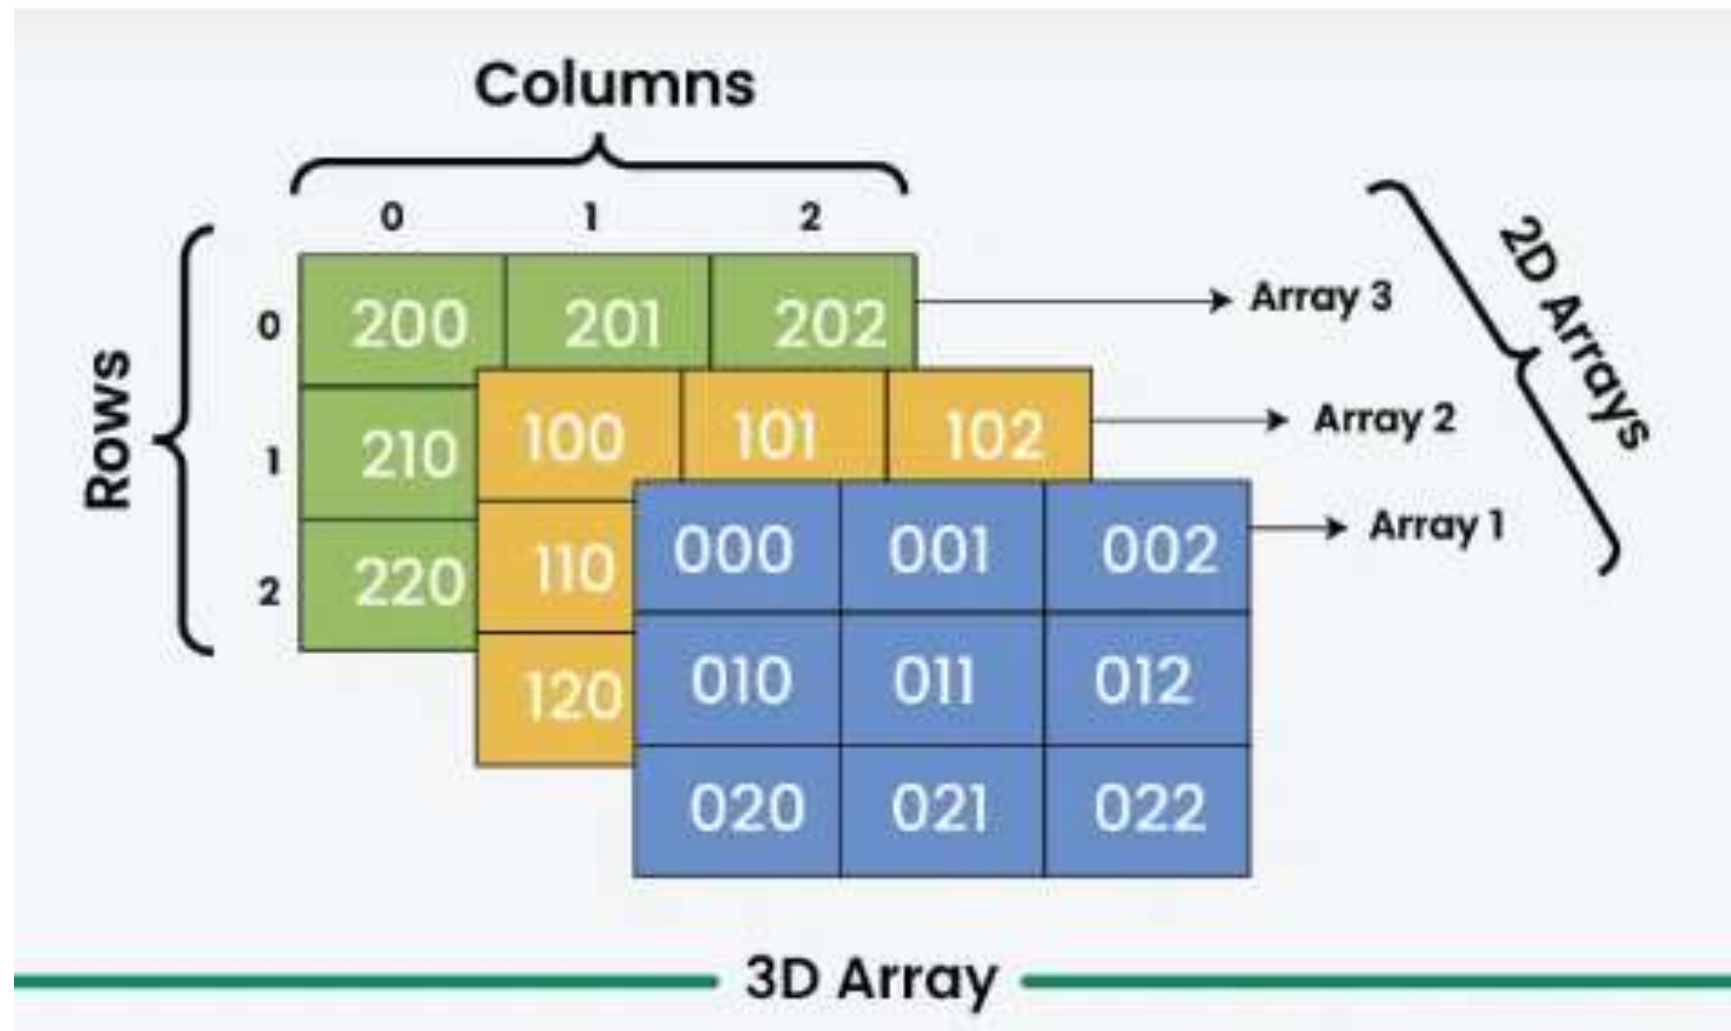 Columns
0 1 2
Rows
2D Arrays
0 200 201 202
Array 3
1 210 100 101 102
Array 2
2 220 110 000 001 002
Array 1
120 010 011 012
020 021 022
3D Array